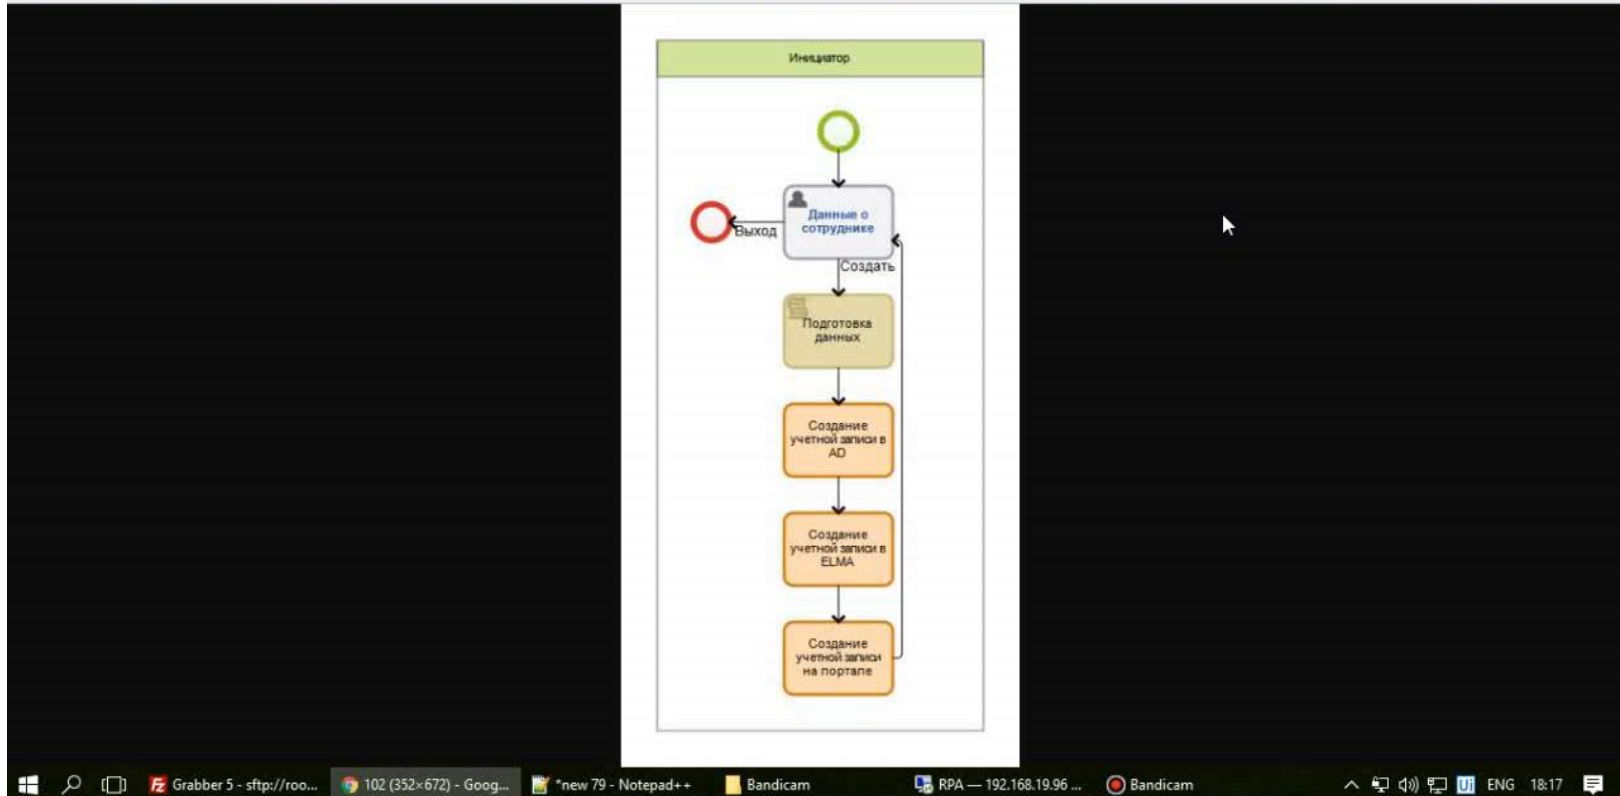 Инициатор
Данные о
сотруднике
Выход
Создать
Подготовка
данных
Создание
учетной записи в
AD
Создание
учетной записи в
ELMA
Создание
учетной записи
на портале
Grabber 5 - sftp://roo...
102 (352×672) - Goog...
*new 79 - Notepad++
Bandicam
RPA — 192.168.19.96 ...
Bandicam
Ui
ENG
18:17